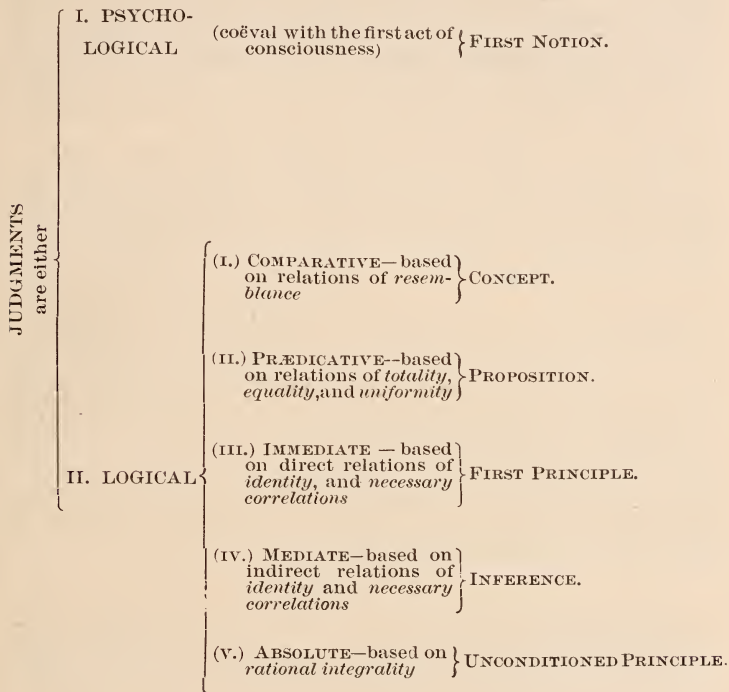 JUDGMENTS
are either
I. PSYCHO-
LOGICAL
(coëval with the first act of
consciousness)
FIRST NOTION.
II. LOGICAL
(I.) COMPARATIVE—based
on relations of resem-
blance
CONCEPT.
(II.) PRÆDICATIVE--based
on relations of totality,
equality, and uniformity
PROPOSITION.
(III.) IMMEDIATE — based
on direct relations of
identity, and necessary
correlations
FIRST PRINCIPLE.
(IV.) MEDIATE—based on
indirect relations of
identity and necessary
correlations
INFERENCE.
(V.) ABSOLUTE—based on
rational integrality
UNCONDITIONED PRINCIPLE.